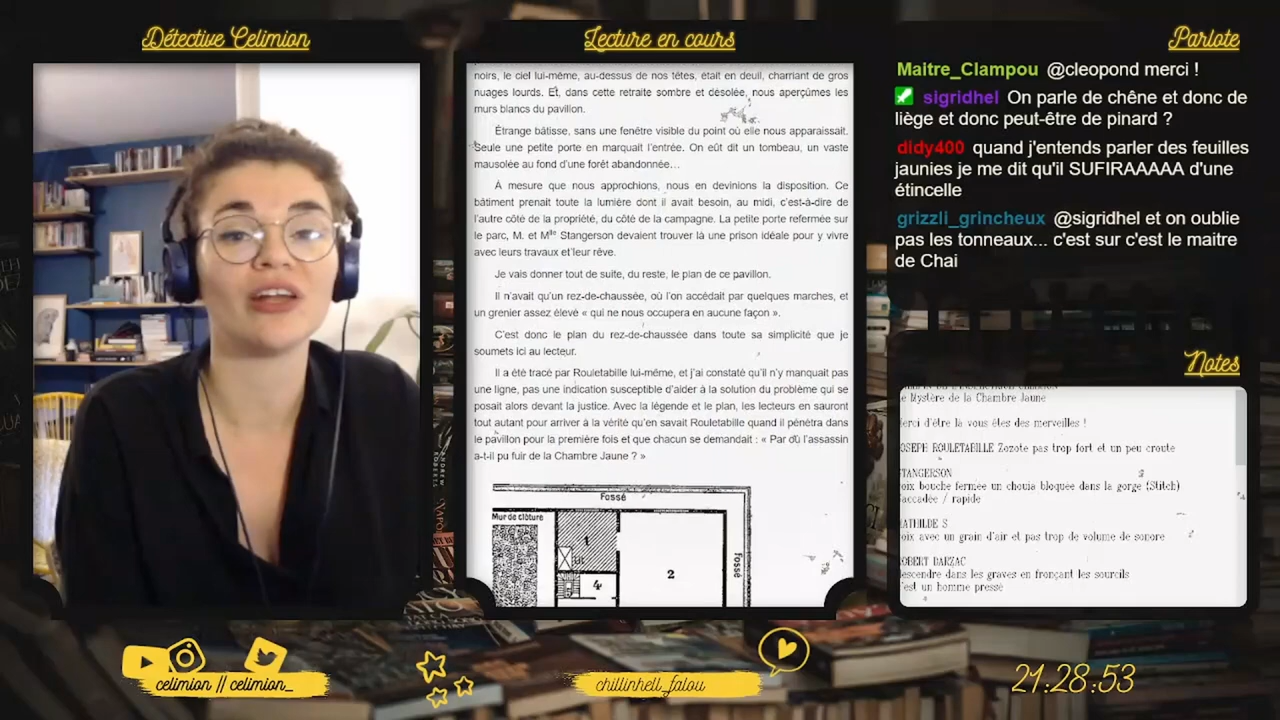 Détective Celimion
Lecture en cours
noirs, le ciel lui-même, au-dessus de nos têtes, était en deuil, charriant de gros
nuages lourds. Et, dans cette retraite sombre et désolée, nous aperçûmes les
murs blancs du pavillon.
Étrange bâtisse, sans une fenêtre visible du point où elle nous apparaissait.
Seule une petite porte en marquait l'entrée. On eût dit un tombeau, un vaste
mausolée au fond d'une forêt abandonnée…
À mesure que nous approchions, nous en devinions la disposition. Ce
bâtiment prenait toute la lumière dont il avait besoin, au midi, c'est-à-dire de
l'autre côté de la propriété, du côté de la campagne. La petite porte refermée sur
le parc, M. et Mlle Stangerson devaient trouver là une prison idéale pour y vivre
avec leurs travaux et leur rêve.
Je vais donner tout de suite, du reste, le plan de ce pavillon.
Il n'avait qu'un rez-de-chaussée, où l'on accédait par quelques marches, et
un grenier assez élevé « qui ne nous occupera en aucune façon ».
C'est donc le plan du rez-de-chaussée dans toute sa simplicité que je
soumets ici au lecteur.
Il a été tracé par Rouletabille lui-même, et j'ai constaté qu'il n'y manquait pas
une ligne, pas une indication susceptible d'aider à la solution du problème qui se
posait alors devant la justice. Avec la légende et le plan, les lecteurs en sauront
tout autant pour arriver à la vérité qu'en savait Rouletabille quand il pénétra dans
le pavillon pour la première fois et que chacun se demandait : « Par où l'assassin
a-t-il pu fuir de la Chambre Jaune ? »
Fossé
Mur de clôture
1
Lit
2
4
Fossé
Parlote
Maitre_Clampou @cleopond merci !
sigridhel On parle de chêne et donc de
liège et donc peut-être de pinard ?
didy400 quand j'entends parler des feuilles
jaunies je me dit qu'il SUFIRAAAAA d'une
étincelle
grizzli_grincheux @sigridhel et on oublie
pas les tonneaux... c'est sur c'est le maitre
de Chai
Notes
Mystère de la Chambre Jaune
d'être là vous êtes des merveilles !
ROULETABILLE Zozote pas trop fort et un peu croute
bouche fermée un chouia bloquée dans la gorge (Stitch)
/ rapide
S
avec un grain d'air et pas trop de volume de sonore
DARZAC
dans les graves en fronçant les sourcils
un homme pressé
celimion // celimion_
chillinhell_falou
21:28:53